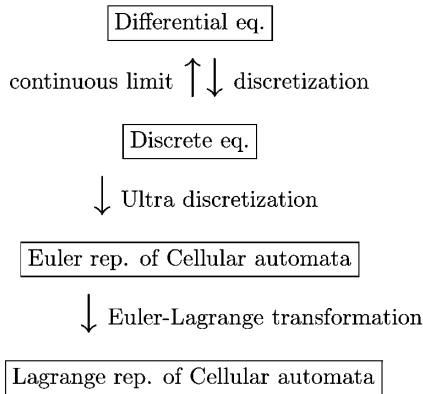 Differential eq.
continuous limit ↑↓ discretization
Discrete eq.
↓ Ultra discretization
Euler rep. of Cellular automata
↓ Euler-Lagrange transformation
Lagrange rep. of Cellular automata